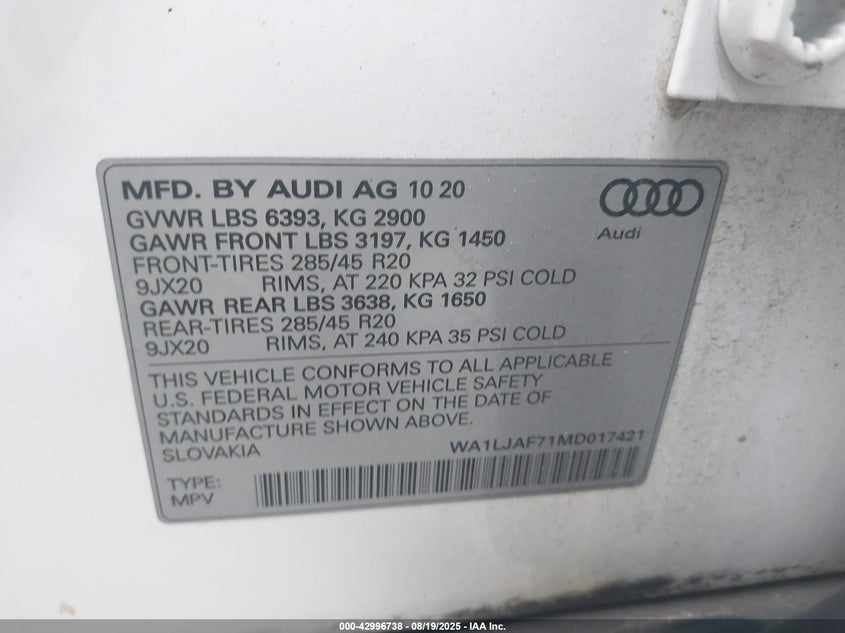 MFD. BY AUDI AG 10 20
Audi
GVWR LBS 6393, KG 2900
GAWR FRONT LBS 3197, KG 1450
FRONT-TIRES 285/45 R20
9JX20 RIMS, AT 220 KPA 32 PSI COLD
GAWR REAR LBS 3638, KG 1650
REAR-TIRES 285/45 R20
9JX20 RIMS, AT 240 KPA 35 PSI COLD
THIS VEHICLE CONFORMS TO ALL APPLICABLE
U.S. FEDERAL MOTOR VEHICLE SAFETY
STANDARDS IN EFFECT ON THE DATE OF
MANUFACTURE SHOWN ABOVE.
SLOVAKIA WA1LJAF71MD017421
TYPE:
MPV
000-42996738 - 08/19/2025 - IAA Inc.